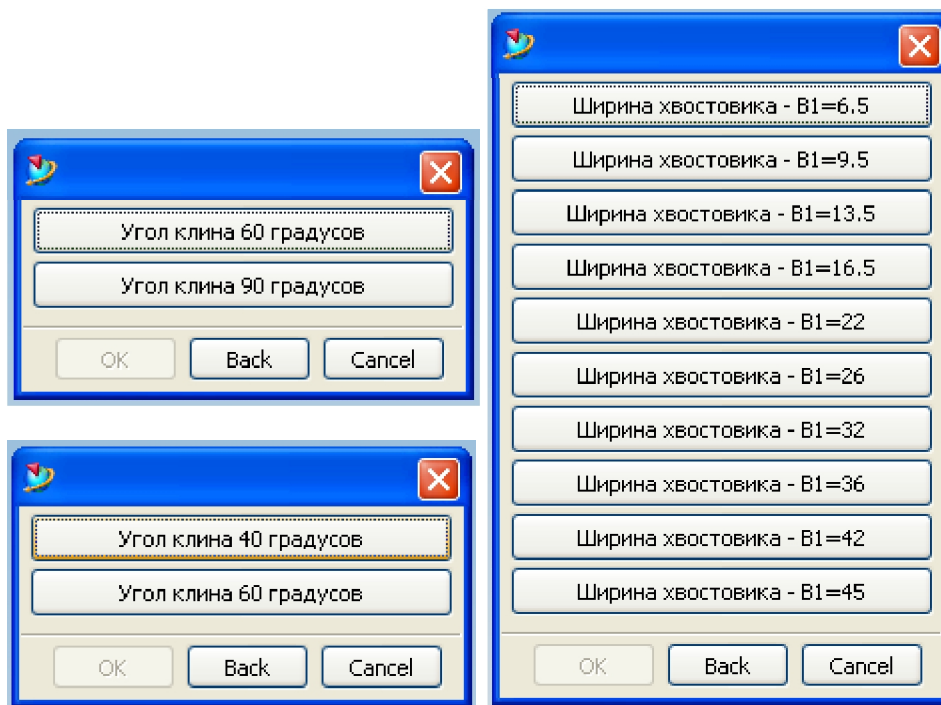 Угол клина 60 градусов
Угол клина 90 градусов
OK Back Cancel
Угол клина 40 градусов
Угол клина 60 градусов
OK Back Cancel
Ширина хвостовика - B1=6.5
Ширина хвостовика - B1=9.5
Ширина хвостовика - B1=13.5
Ширина хвостовика - B1=16.5
Ширина хвостовика - B1=22
Ширина хвостовика - B1=26
Ширина хвостовика - B1=32
Ширина хвостовика - B1=36
Ширина хвостовика - B1=42
Ширина хвостовика - B1=45
OK Back Cancel